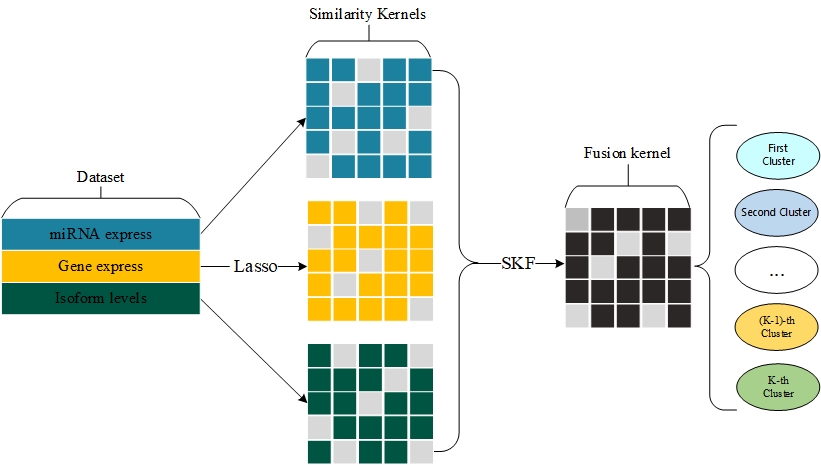 Similarity Kernels
Dataset
miRNA express
Gene express
Isoform levels
Lasso
SKF
Fusion kernel
First
Cluster
Second Cluster
...
(K-1)-th
Cluster
K-th
Cluster